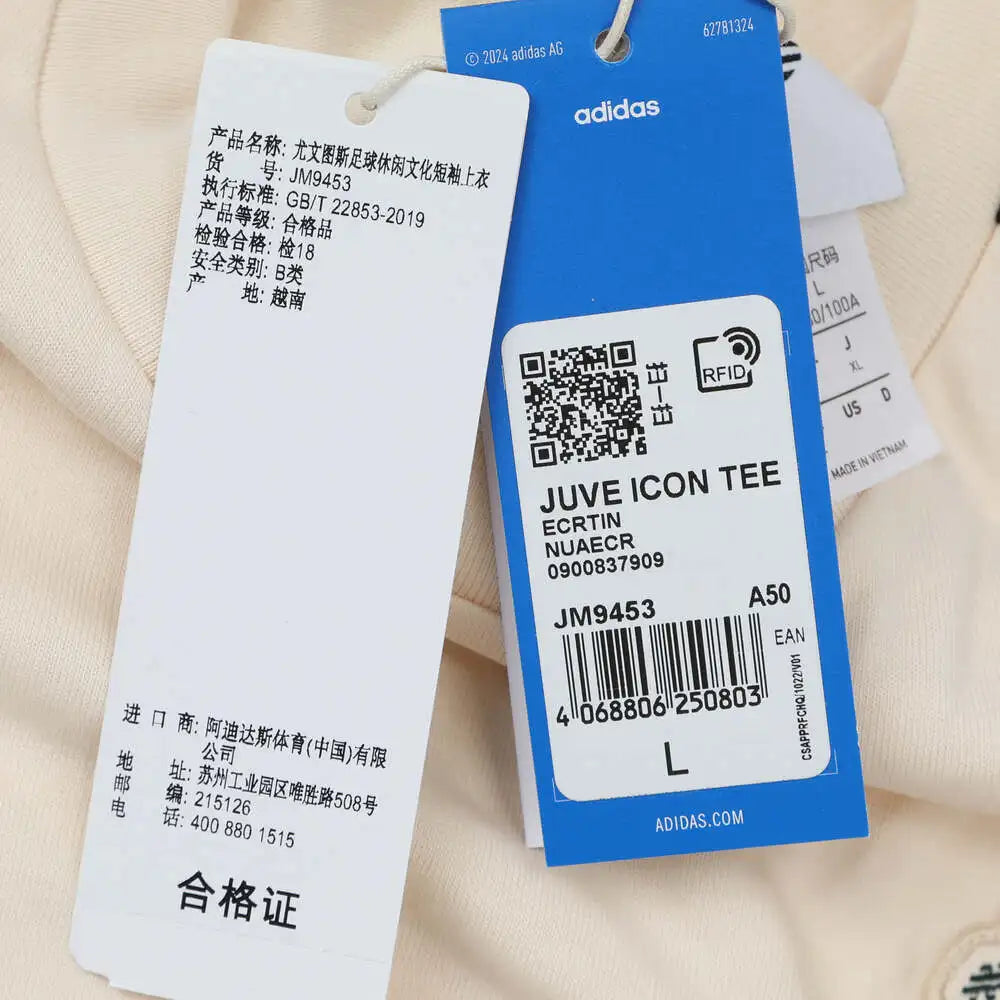 产品名称: 尤文图斯足球休闲文化短袖上衣
货 号: JM9453
执行标准: GB/T 22853-2019
产品等级: 合格品
检验合格: 检18
安全类别: B类
产 地: 越南
进 口 商: 阿迪达斯体育(中国)有限
公司
地 址: 苏州工业园区唯胜路508号
邮 编: 215126
电 话: 400 880 1515
合格证
© 2024 adidas AG
62781324
adidas
RFID
JUVE ICON TEE
ECRTIN
NUAECR
0900837909
JM9453
A50
EAN
4 068806 250803
CSAPPRFCHQ/1022/V01
L
ADIDAS.COM
尺码
L
/100A
J
XL
US D
MADE IN VIETNAM